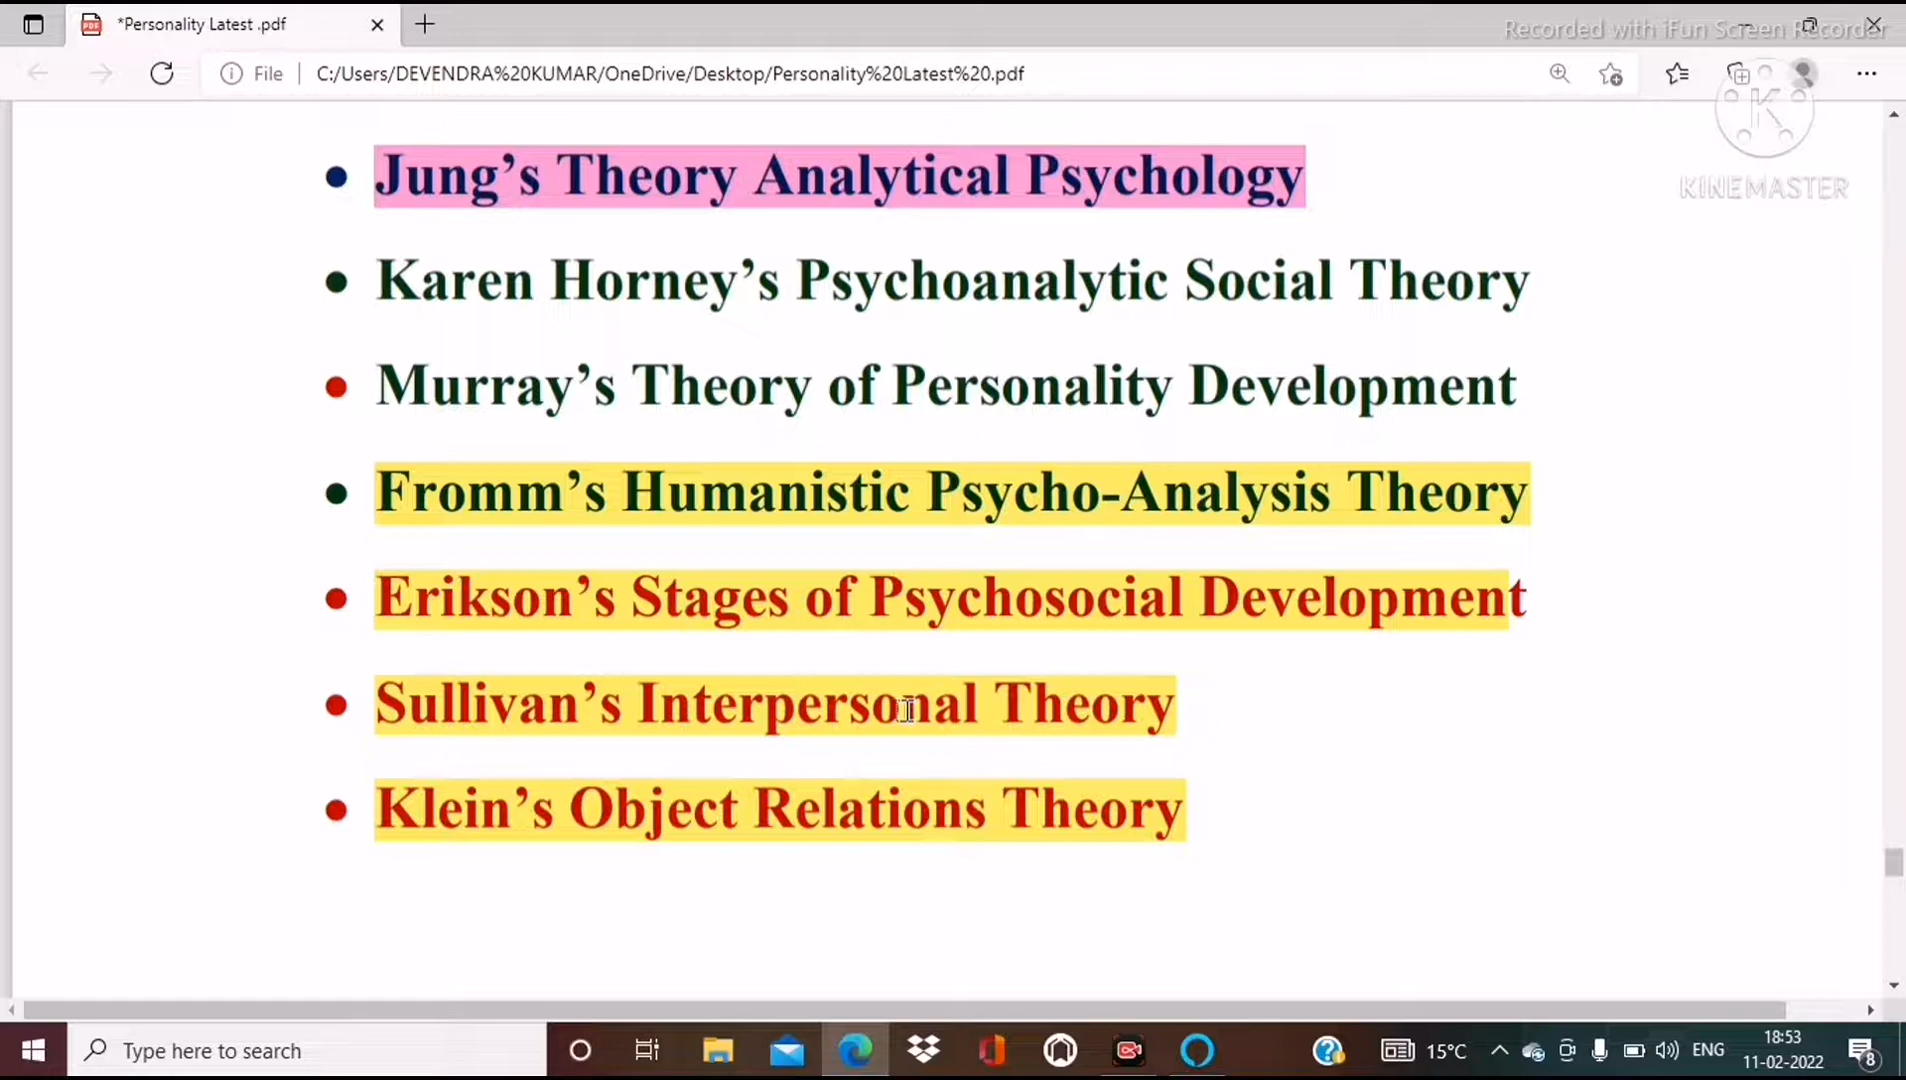 *Personality Latest .pdf
Recorded with iFun Screen Recorder
File
C:/Users/DEVENDRA%20KUMAR/OneDrive/Desktop/Personality%20Latest%20.pdf
K
KINEMASTER
• Jung’s Theory Analytical Psychology
• Karen Horney’s Psychoanalytic Social Theory
• Murray’s Theory of Personality Development
• Fromm’s Humanistic Psycho-Analysis Theory
• Erikson’s Stages of Psychosocial Development
• Sullivan’s Interpersonal Theory
• Klein’s Object Relations Theory
Type here to search
15°C
ENG
18:53
11-02-2022
8